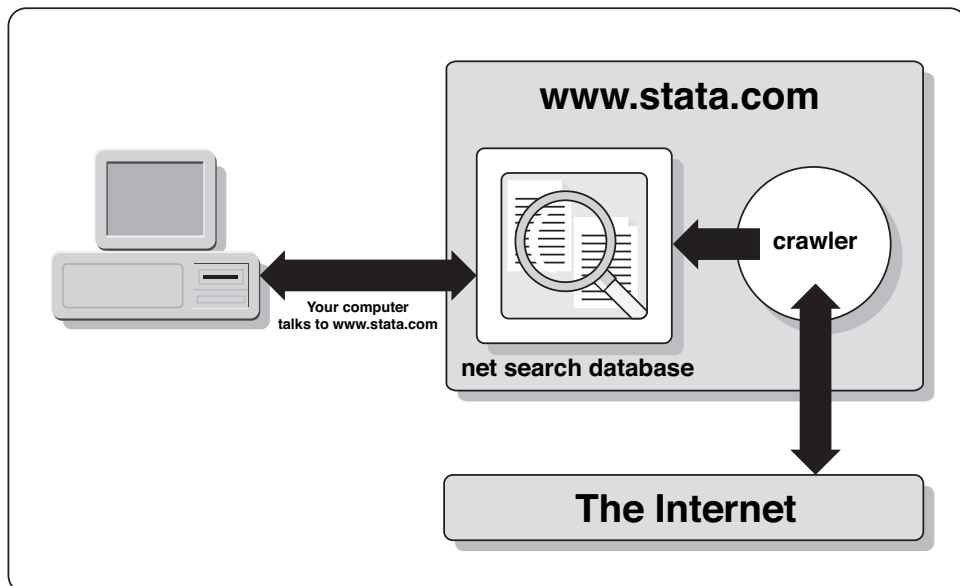 www.stata.com
crawler
Your computer
talks to www.stata.com
net search database
The Internet